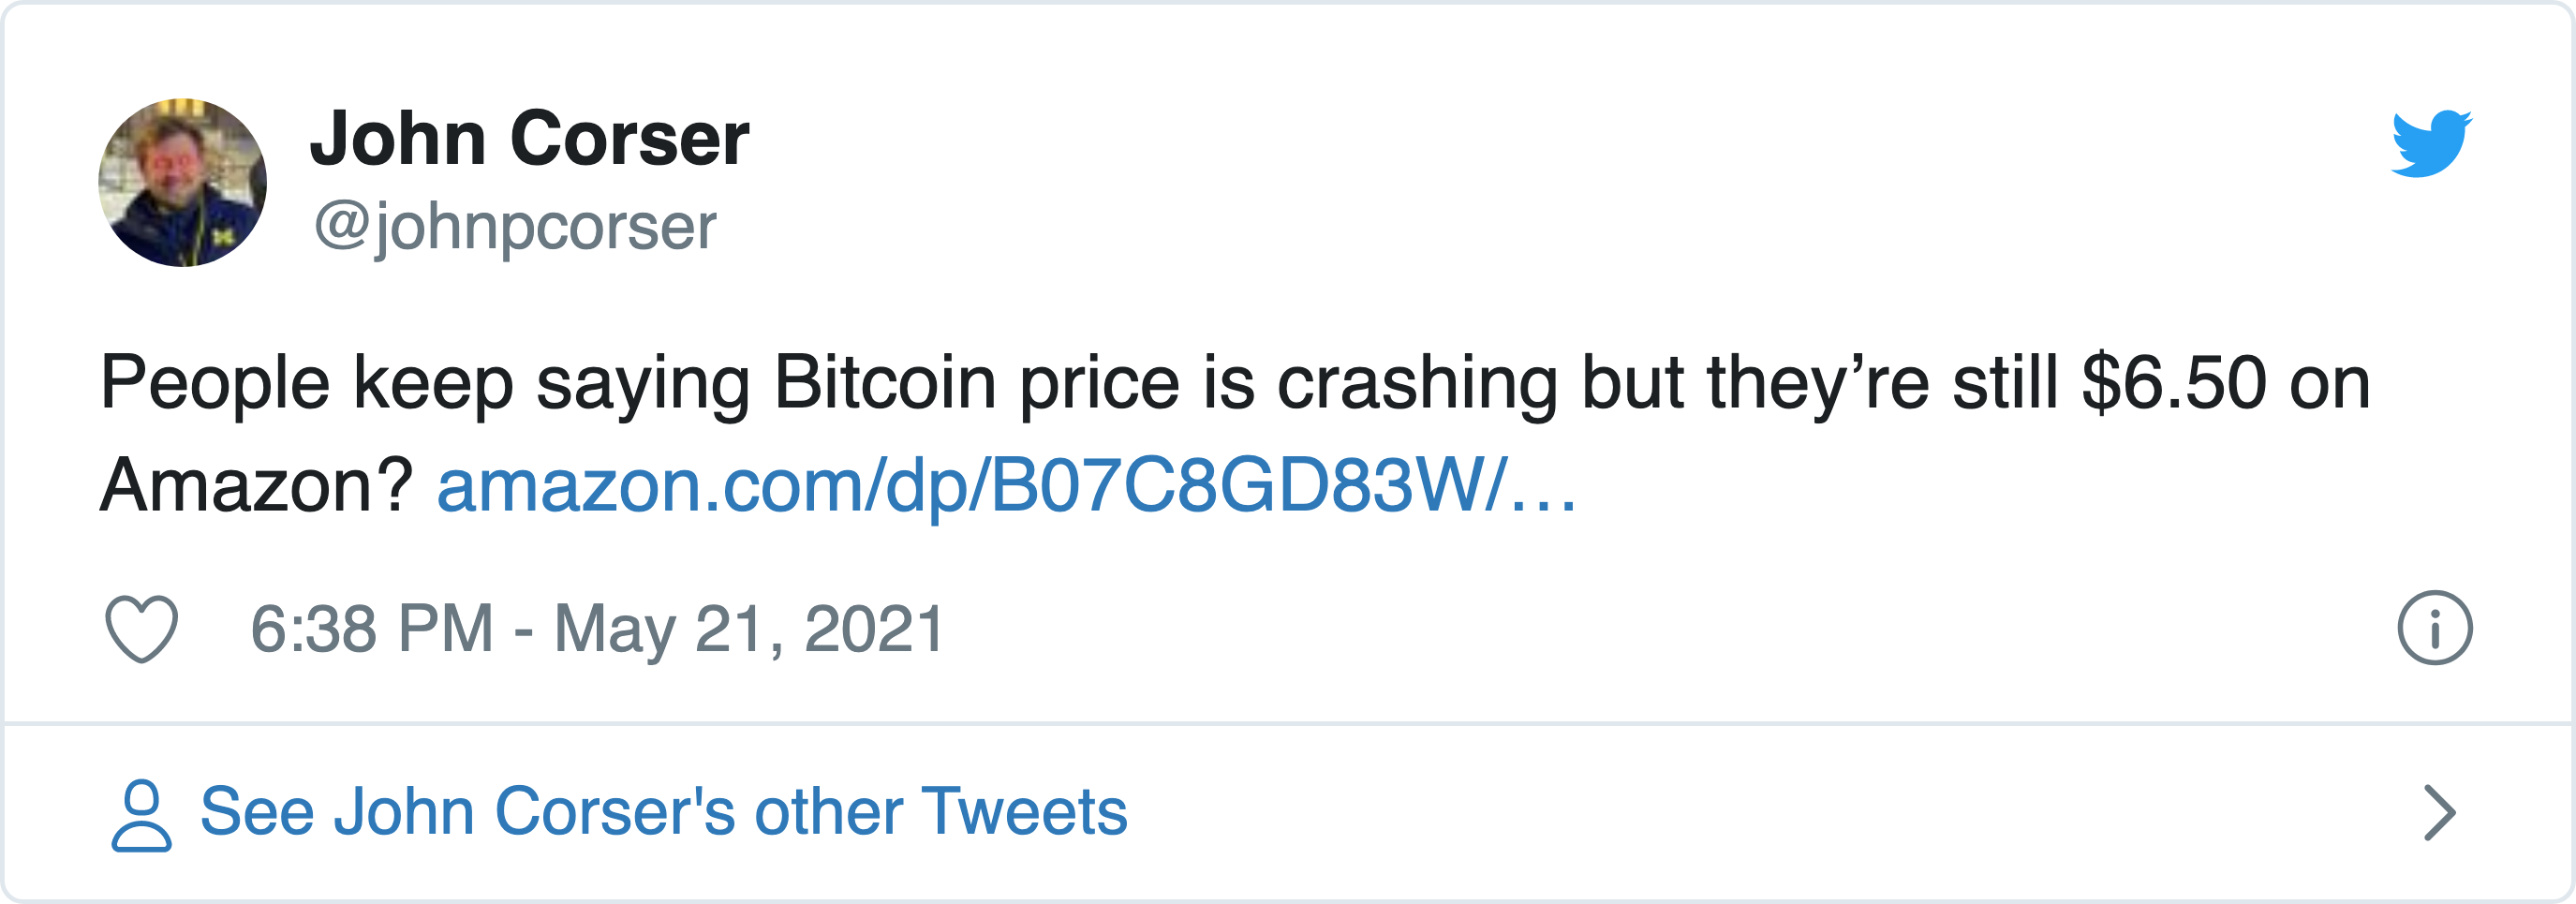 John Corser
@johnpcorser
People keep saying Bitcoin price is crashing but they’re still $6.50 on
Amazon? amazon.com/dp/B07C8GD83W/…
6:38 PM - May 21, 2021
See John Corser's other Tweets